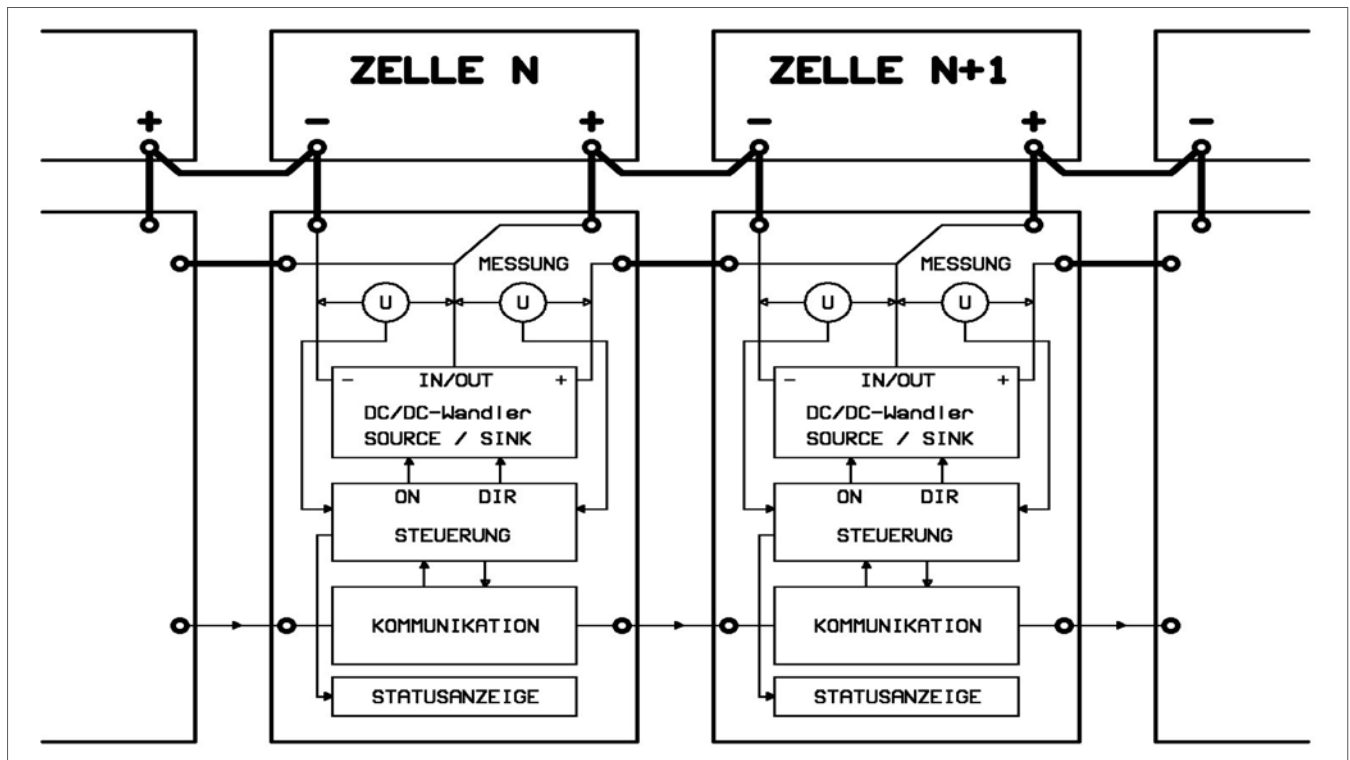 ZELLE N
ZELLE N+1
+ - + - + -
MESSUNG
U U
- IN/OUT +
DC/DC-Wandler
SOURCE / SINK
ON DIR
STEUERUNG
KOMMUNIKATION
STATUSANZEIGE
MESSUNG
U U
- IN/OUT +
DC/DC-Wandler
SOURCE / SINK
ON DIR
STEUERUNG
KOMMUNIKATION
STATUSANZEIGE